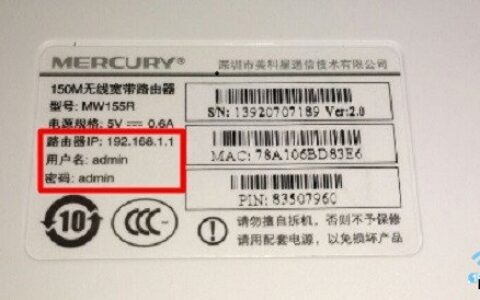 MERCURY®
深圳市美科星通信技术有限公司
150M无线宽带路由器
型号: MW155R
电源规格: 5V ⎓ 0.6A
路由器IP: 192.168.1.1
用户名: admin
密码: admin
S/N: 13920707189 Ver:2.0
MAC: 78A106BD83E6
PIN: 83507960
10
CCC
请勿擅自拆机，否则不予保修
请用配套电源，以免损坏产品